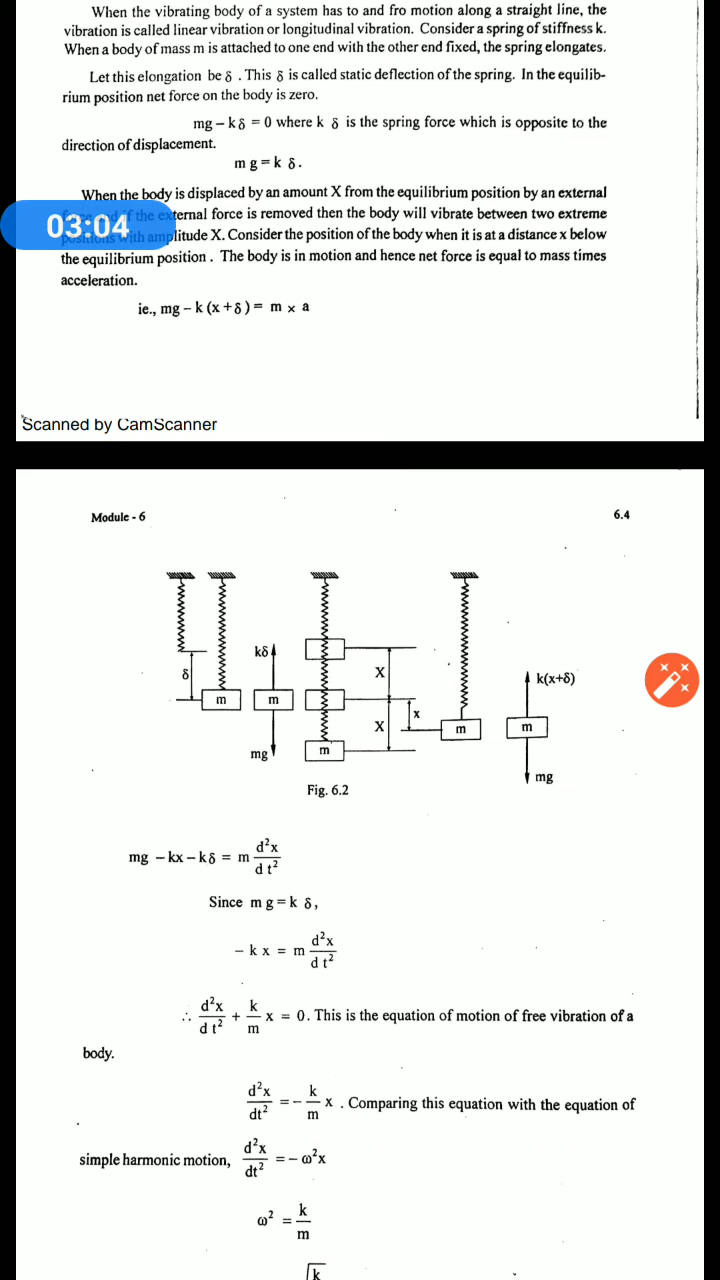 When the vibrating body of a system has to and fro motion along a straight line, the
vibration is called linear vibration or longitudinal vibration. Consider a spring of stiffness k.
When a body of mass m is attached to one end with the other end fixed, the spring elongates.
Let this elongation be δ . This δ is called static deflection of the spring. In the equilib-
rium position net force on the body is zero.
mg – k δ = 0 where k δ is the spring force which is opposite to the
direction of displacement.
m g = k δ .
When the body is displaced by an amount X from the equilibrium position by an external
if the external force is removed then the body will vibrate between two extreme
03:04
with amplitude X. Consider the position of the body when it is at a distance x below
the equilibrium position . The body is in motion and hence net force is equal to mass times
acceleration.
ie., mg – k (x + δ ) = m × a
Scanned by CamScanner
Module - 6
6.4
kδ
δ
m
m
mg
X
X
m
x
m
k(x+δ)
m
mg
Fig. 6.2
mg – kx – k δ = m d²x / d t²
Since m g = k δ ,
– k x = m d²x / d t²
∴ d²x / d t² + k / m x = 0 . This is the equation of motion of free vibration of a
body.
d²x / dt² = – k / m x . Comparing this equation with the equation of
simple harmonic motion, d²x / dt² = – ω²x
ω² = k / m
√k